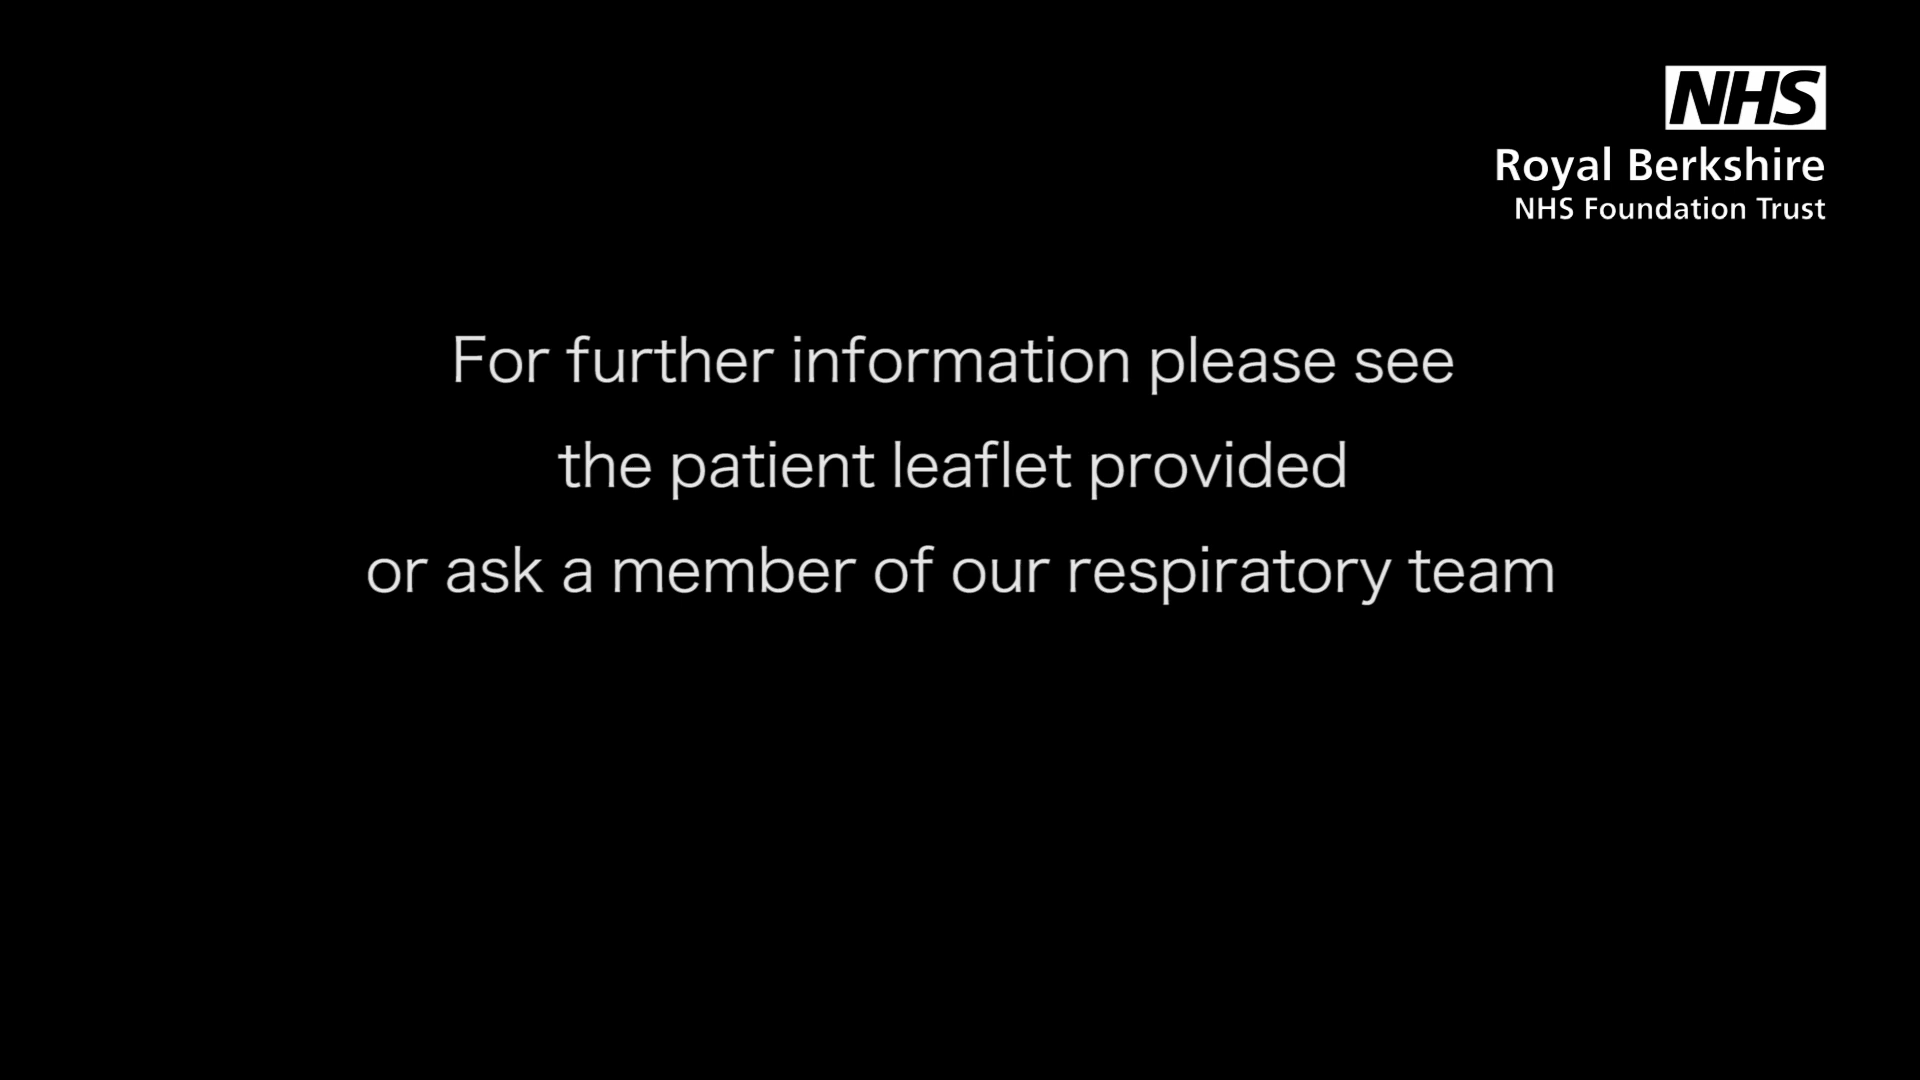 NHS
Royal Berkshire
NHS Foundation Trust
For further information please see
the patient leaflet provided
or ask a member of our respiratory team